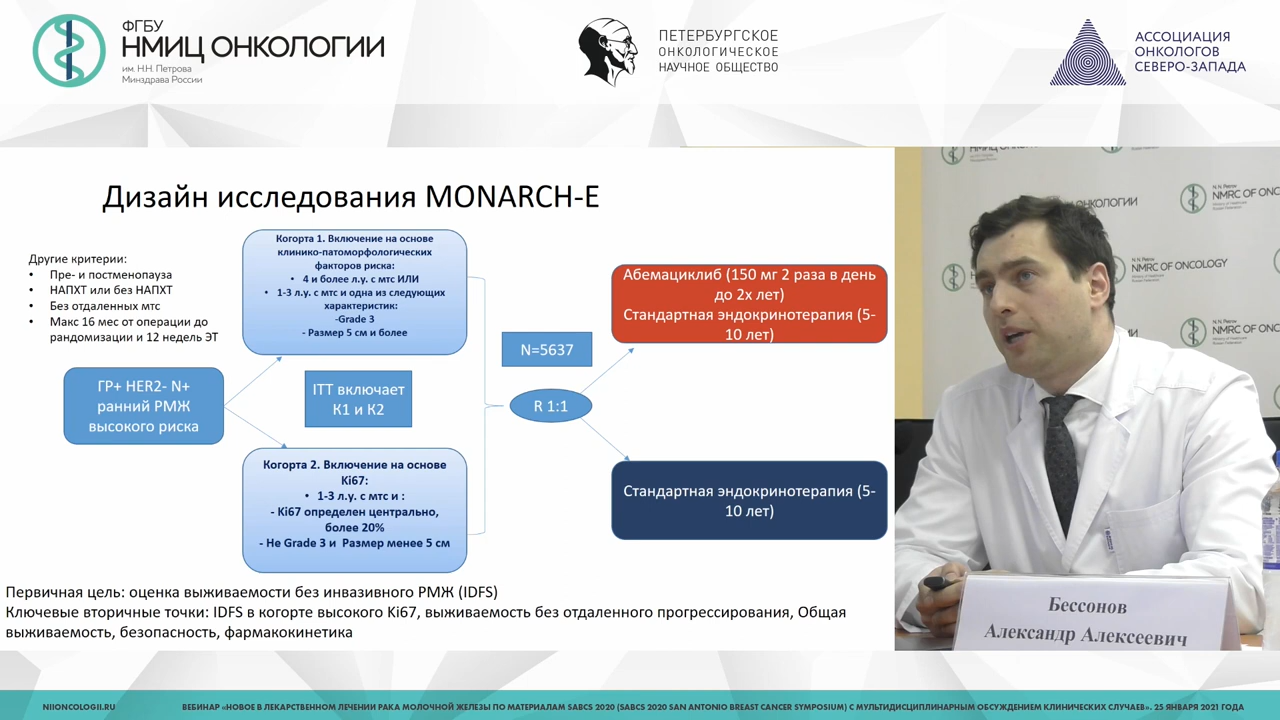 ФГБУ
НМИЦ ОНКОЛОГИИ
им. Н.Н. Петрова
Минздрава России
ПЕТЕРБУРГСКОЕ
ОНКОЛОГИЧЕСКОЕ
НАУЧНОЕ ОБЩЕСТВО
АССОЦИАЦИЯ
ОНКОЛОГОВ
СЕВЕРО-ЗАПАДА
Дизайн исследования MONARCH-E
Другие критерии:
• Пре- и постменопауза
• НАПХТ или без НАПХТ
• Без отдаленных мтс
• Макс 16 мес от операции до
рандомизации и 12 недель ЭТ
ГР+ HER2- N+
ранний РМЖ
высокого риска
Когорта 1. Включение на основе
клинико-патоморфологических
факторов риска:
• 4 и более л.у. с мтс ИЛИ
• 1-3 л.у. с мтс и одна из следующих
характеристик:
-Grade 3
- Размер 5 см и более
ITT включает
К1 и К2
Когорта 2. Включение на основе
Ki67:
• 1-3 л.у. с мтс и :
- Ki67 определен центрально,
более 20%
- Не Grade 3 и Размер менее 5 см
N=5637
R 1:1
Абемациклиб (150 мг 2 раза в день
до 2х лет)
Стандартная эндокринотерапия (5-
10 лет)
Стандартная эндокринотерапия (5-
10 лет)
Первичная цель: оценка выживаемости без инвазивного РМЖ (IDFS)
Ключевые вторичные точки: IDFS в когорте высокого Ki67, выживаемость без отдаленного прогрессирования, Общая
выживаемость, безопасность, фармакокинетика
НМИЦ ОНКОЛОГИИ
NMRC OF ONC
ОНКОЛОГИИ
NMRC OF ONCOLOGY
NMRC OF ONC
Бессонов
Александр Алексеевич
NIIONCOLOGII.RU
ВЕБИНАР «НОВОЕ В ЛЕКАРСТВЕННОМ ЛЕЧЕНИИ РАКА МОЛОЧНОЙ ЖЕЛЕЗЫ ПО МАТЕРИАЛАМ SABCS 2020 (SABCS 2020 SAN ANTONIO BREAST CANCER SYMPOSIUM) С МУЛЬТИДИСЦИПЛИНАРНЫМ ОБСУЖДЕНИЕМ КЛИНИЧЕСКИХ СЛУЧАЕВ». 25 ЯНВАРЯ 2021 ГОДА